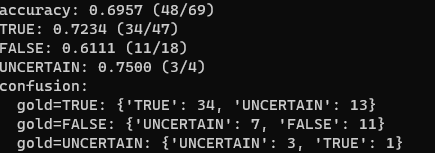 accuracy: 0.6957 (48/69)
TRUE: 0.7234 (34/47)
FALSE: 0.6111 (11/18)
UNCERTAIN: 0.7500 (3/4)
confusion:
  gold=TRUE: {'TRUE': 34, 'UNCERTAIN': 13}
  gold=FALSE: {'UNCERTAIN': 7, 'FALSE': 11}
  gold=UNCERTAIN: {'UNCERTAIN': 3, 'TRUE': 1}